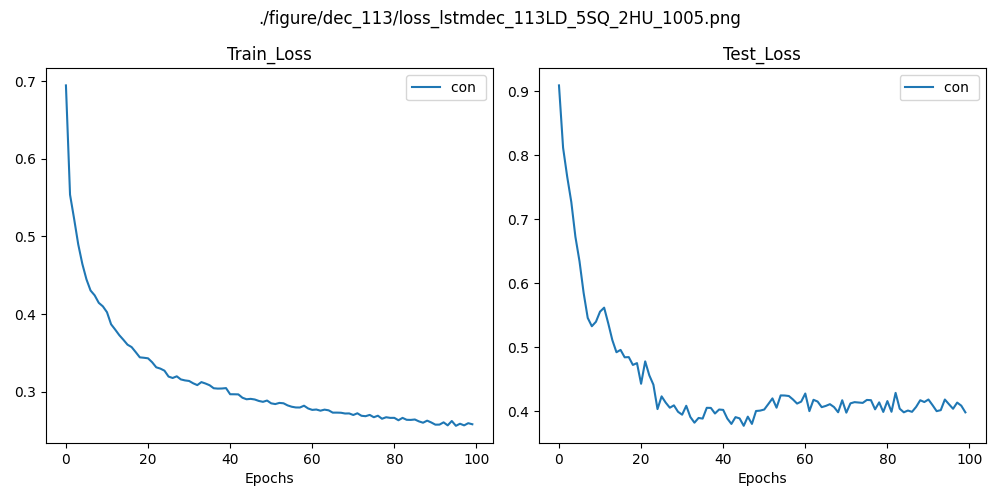 ./figure/dec_113/loss_lstmdec_113LD_5SQ_2HU_1005.png
Train_Loss
con
0.7
0.6
0.5
0.4
0.3
0 20 40 60 80 100
Epochs
Test_Loss
con
0.9
0.8
0.7
0.6
0.5
0.4
0 20 40 60 80 100
Epochs